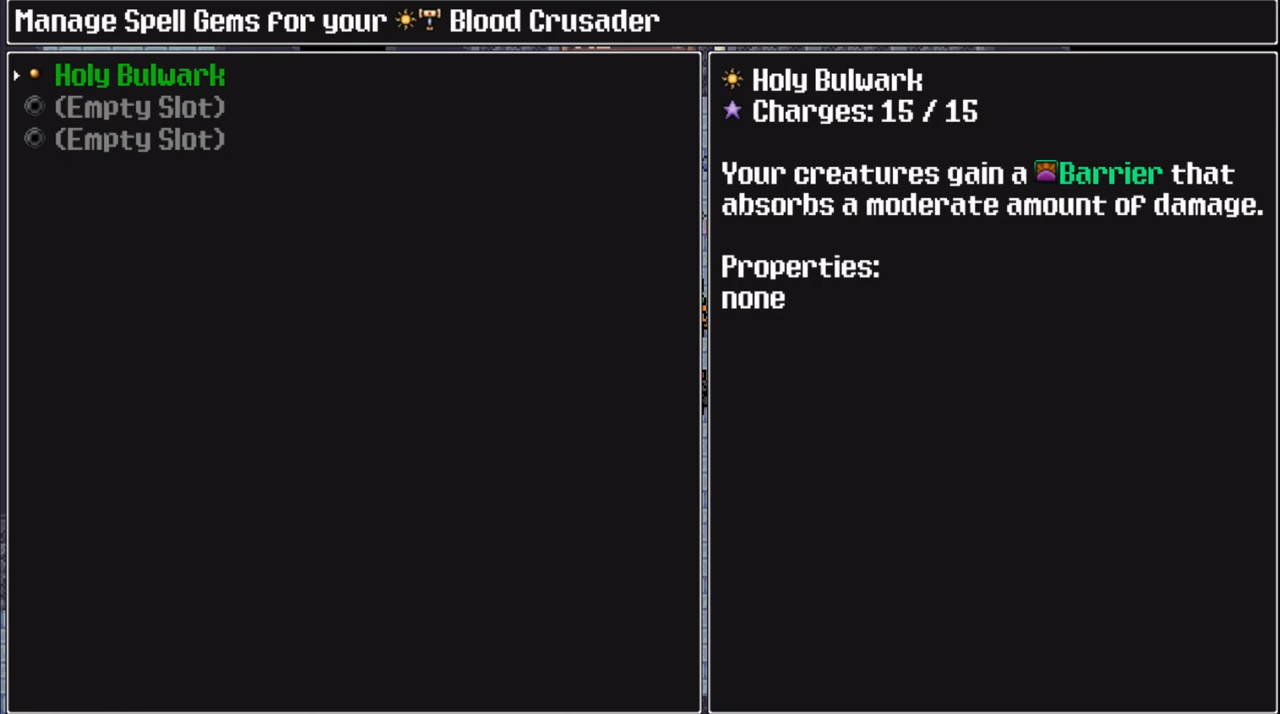 Manage Spell Gems for your Blood Crusader
Holy Bulwark
(Empty Slot)
(Empty Slot)
Holy Bulwark
Charges: 15 / 15
Your creatures gain a Barrier that
absorbs a moderate amount of damage.
Properties:
none